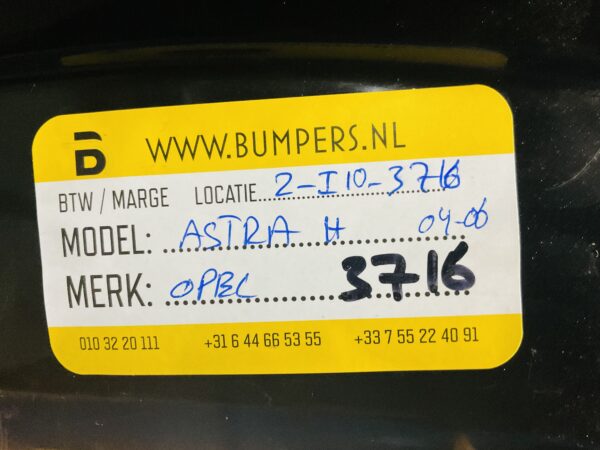 WWW.BUMPERS.NL
BTW / MARGE LOCATIE 2-I10-3716
MODEL: ASTRA H 04-06
MERK: OPEL 3716
010 32 20 111 +31 6 44 66 53 55 +33 7 55 22 40 91